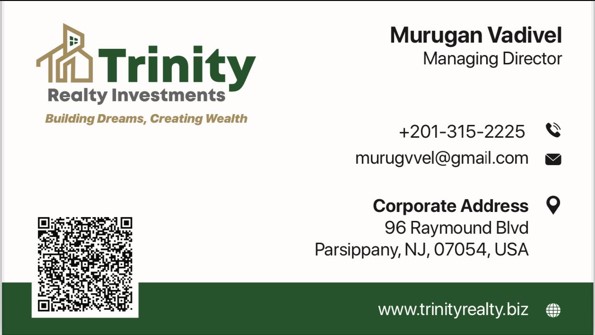 Trinity
Realty Investments
Building Dreams, Creating Wealth
Murugan Vadivel
Managing Director
+201-315-2225
murugvvel@gmail.com
Corporate Address
96 Raymound Blvd
Parsippany, NJ, 07054, USA
www.trinityrealty.biz